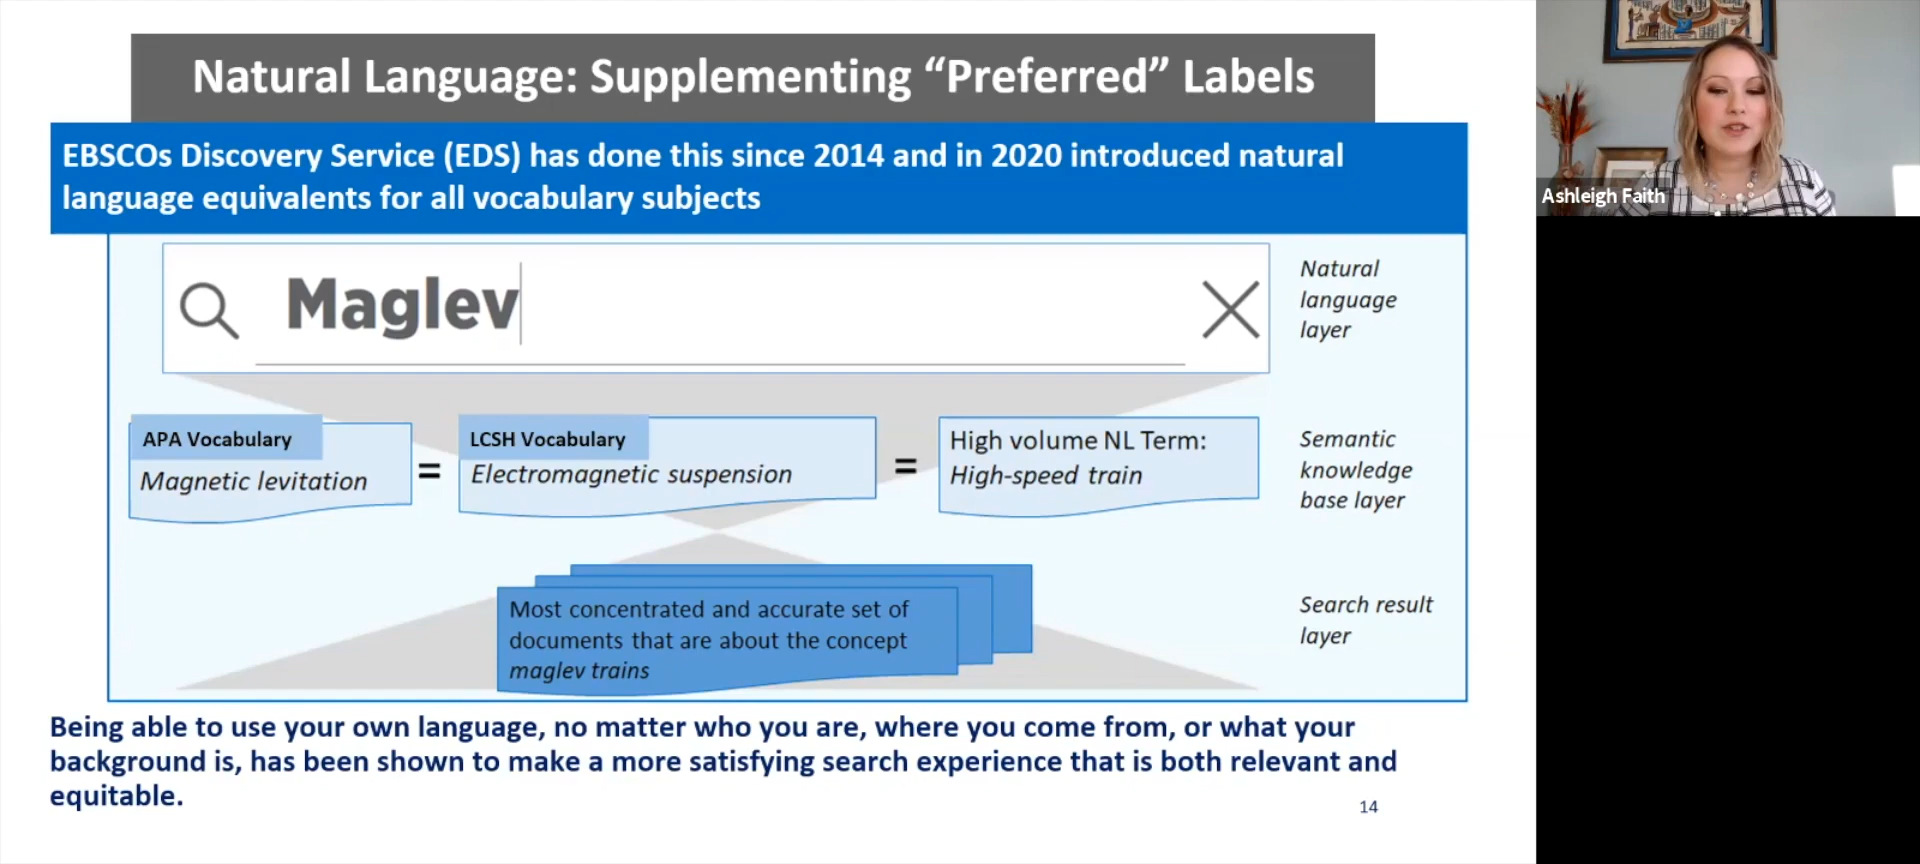 Natural Language: Supplementing “Preferred” Labels
EBSCOs Discovery Service (EDS) has done this since 2014 and in 2020 introduced natural
language equivalents for all vocabulary subjects
Maglev
Natural
language
layer
APA Vocabulary
Magnetic levitation
=
LCSH Vocabulary
Electromagnetic suspension
=
High volume NL Term:
High-speed train
Semantic
knowledge
base layer
Most concentrated and accurate set of
documents that are about the concept
maglev trains
Search result
layer
Being able to use your own language, no matter who you are, where you come from, or what your
background is, has been shown to make a more satisfying search experience that is both relevant and
equitable.
14
Ashleigh Faith